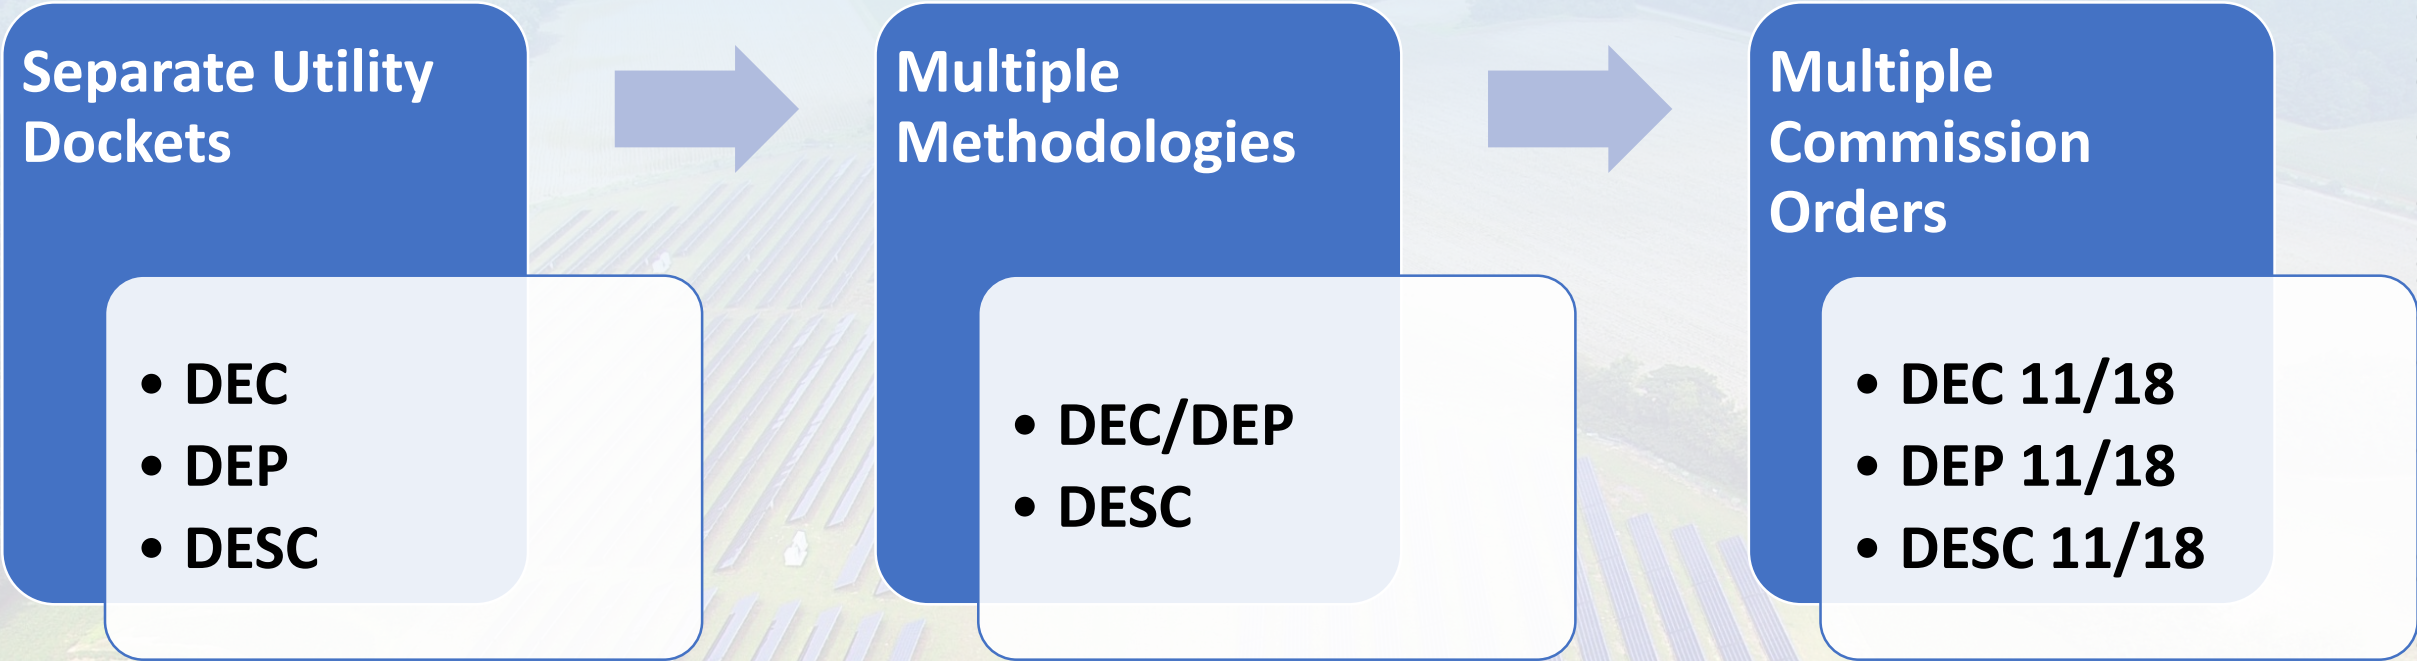 Separate Utility
Dockets
• DEC
• DEP
• DESC
Multiple
Methodologies
• DEC/DEP
• DESC
Multiple
Commission
Orders
• DEC 11/18
• DEP 11/18
• DESC 11/18